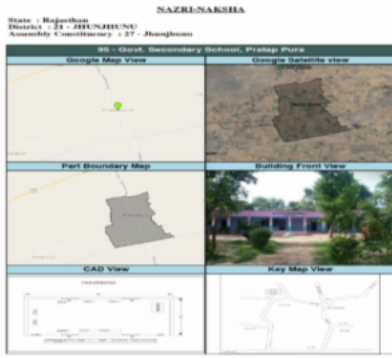 NAZRI-NAKSHA
State : Rajasthan
District : 21 - JHUNJHUNU
Assembly Constituency : 27 - Jhunjhunu
95 - Govt. Secondary School, Pratap Pura
Google Map View
Google Satellite view
Part Boundary Map
Building Front View
CAD View
Key Map View